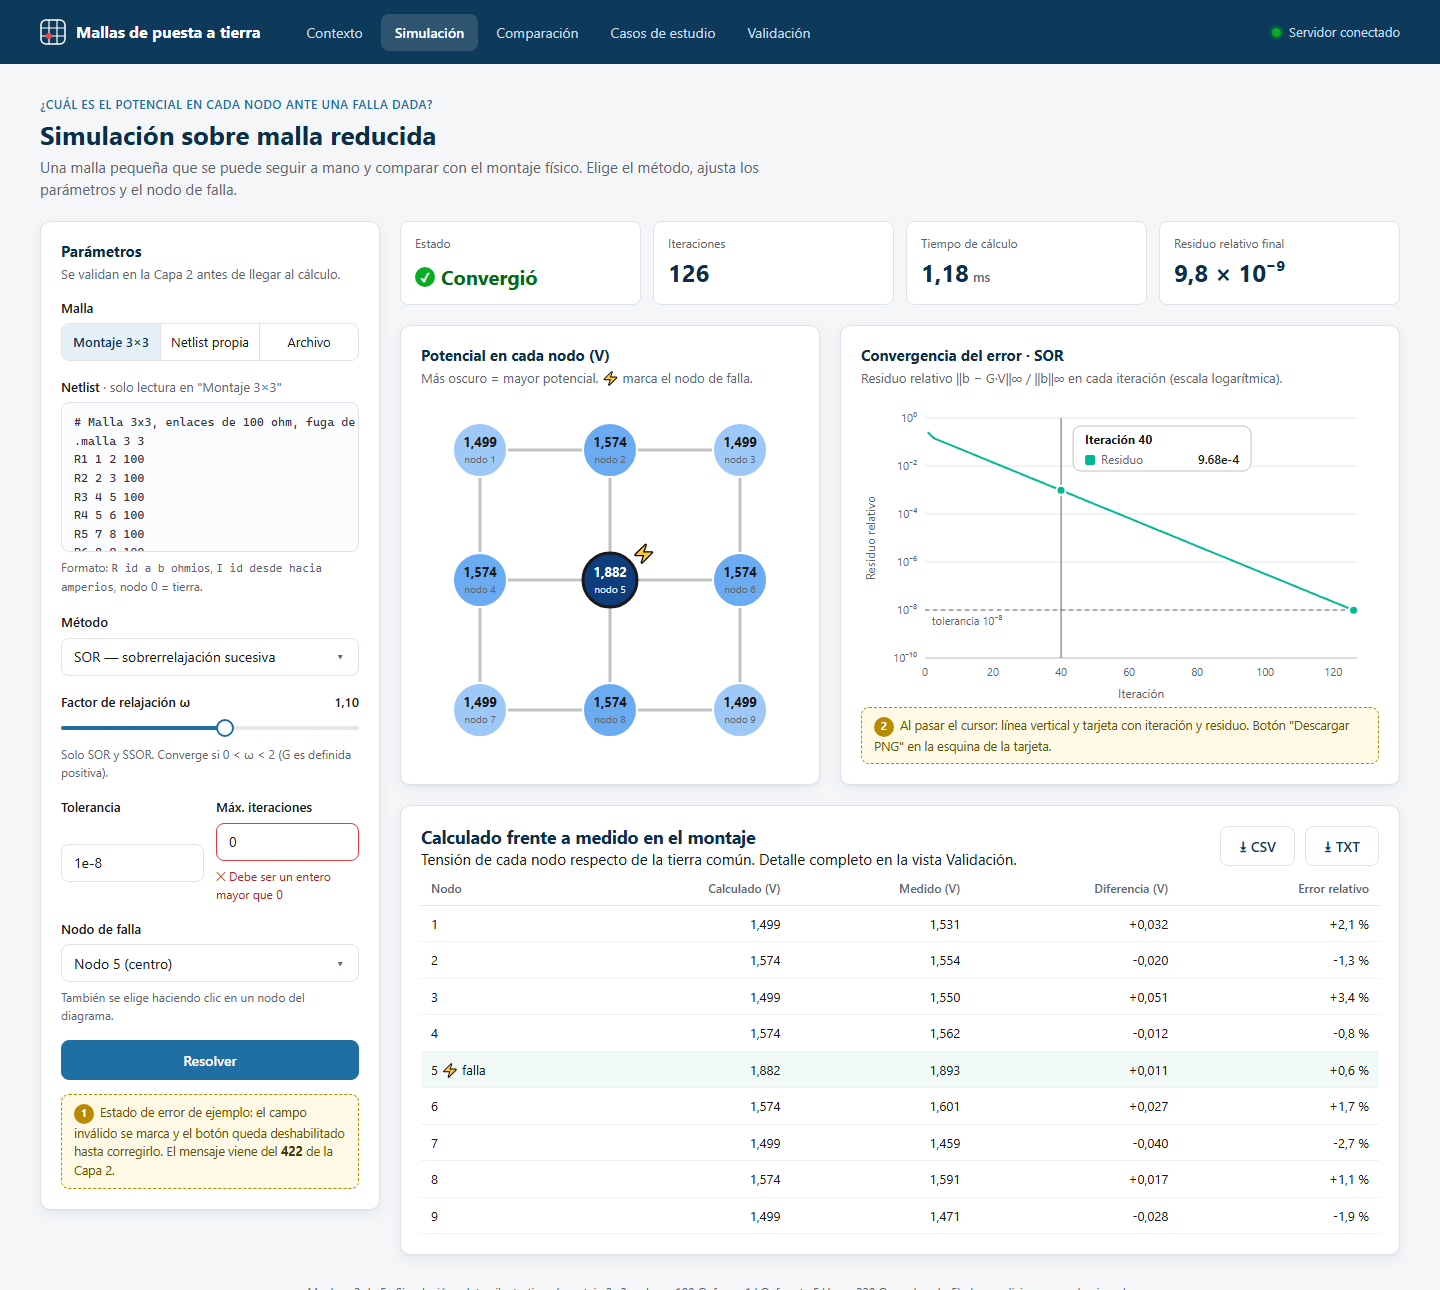 Mallas de puesta a tierra
Contexto
Simulación
Comparación
Casos de estudio
Validación
Servidor conectado
¿CUÁL ES EL POTENCIAL EN CADA NODO ANTE UNA FALLA DADA?
Simulación sobre malla reducida
Una malla pequeña que se puede seguir a mano y comparar con el montaje físico. Elige el método, ajusta los
parámetros y el nodo de falla.
Parámetros
Se validan en la Capa 2 antes de llegar al cálculo.
Malla
Montaje 3×3
Netlist propia
Archivo
Netlist · solo lectura en "Montaje 3×3"
# Malla 3x3, enlaces de 100 ohm, fuga de
.malla 3 3
R1 1 2 100
R2 2 3 100
R3 4 5 100
R4 5 6 100
R5 7 8 100
R6 8 9 100
Formato: R id a b ohmios, I id desde hacia
amperios, nodo 0 = tierra.
Método
SOR — sobrerrelajación sucesiva
Factor de relajación ω 1,10
Solo SOR y SSOR. Converge si 0 < ω < 2 (G es definida
positiva).
Tolerancia
1e-8
Máx. iteraciones
0
× Debe ser un entero
mayor que 0
Nodo de falla
Nodo 5 (centro)
También se elige haciendo clic en un nodo del
diagrama.
Resolver
1 Estado de error de ejemplo: el campo
inválido se marca y el botón queda deshabilitado
hasta corregirlo. El mensaje viene del 422 de la
Capa 2.
Estado
Convergió
Iteraciones
126
Tiempo de cálculo
1,18 ms
Residuo relativo final
9,8 × 10⁻⁹
Potencial en cada nodo (V)
Más oscuro = mayor potencial. ⚡ marca el nodo de falla.
1,499
nodo 1
1,574
nodo 2
1,499
nodo 3
1,574
nodo 4
1,882
nodo 5
1,574
nodo 6
1,499
nodo 7
1,574
nodo 8
1,499
nodo 9
Convergencia del error · SOR
Residuo relativo ||b − G·V||∞ / ||b||∞ en cada iteración (escala logarítmica).
Residuo relativo
10⁰
10⁻²
10⁻⁴
10⁻⁶
10⁻⁸
10⁻¹⁰
Iteración 40
Residuo 9.68e-4
tolerancia 10⁻⁸
0 20 40 60 80 100 120
Iteración
2 Al pasar el cursor: línea vertical y tarjeta con iteración y residuo. Botón "Descargar
PNG" en la esquina de la tarjeta.
Calculado frente a medido en el montaje
Tensión de cada nodo respecto de la tierra común. Detalle completo en la vista Validación.
⭳ CSV
⭳ TXT
Nodo Calculado (V) Medido (V) Diferencia (V) Error relativo
1 1,499 1,531 +0,032 +2,1 %
2 1,574 1,554 -0,020 -1,3 %
3 1,499 1,550 +0,051 +3,4 %
4 1,574 1,562 -0,012 -0,8 %
5 ⚡ falla 1,882 1,893 +0,011 +0,6 %
6 1,574 1,601 +0,027 +1,7 %
7 1,499 1,459 -0,040 -2,7 %
8 1,574 1,591 +0,017 +1,1 %
9 1,499 1,471 -0,028 -1,9 %